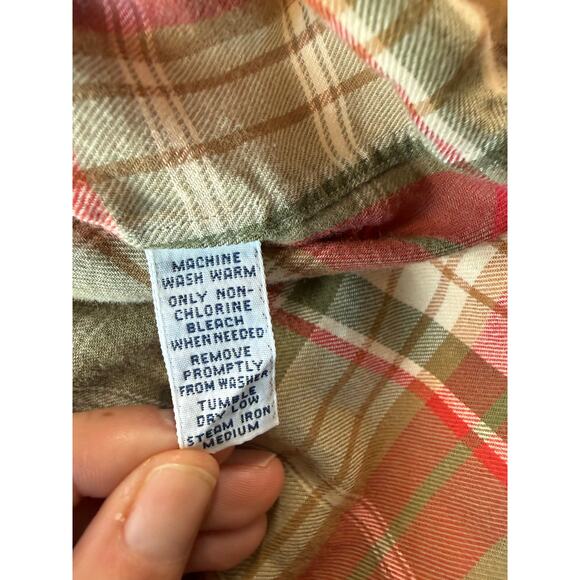 MACHINE
WASH WARM
ONLY NON-
CHLORINE
BLEACH
WHEN NEEDED
REMOVE
PROMPTLY
FROM WASHER
TUMBLE
DRY LOW
STEAM IRON
MEDIUM